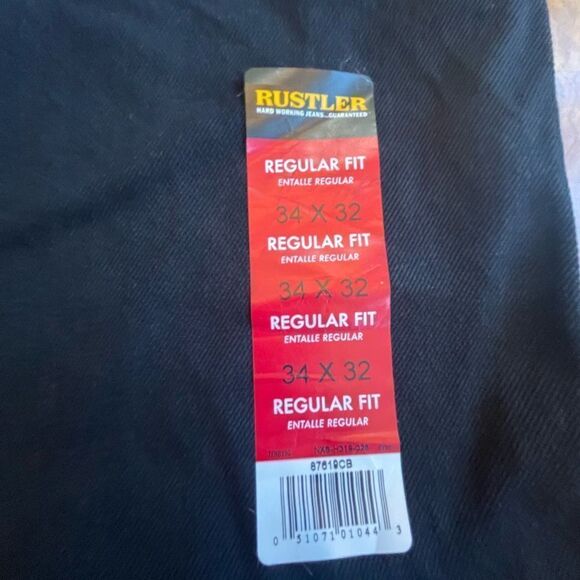 RUSTLER
HARD WORKING JEANS...GUARANTEED
REGULAR FIT
ENTALLE REGULAR
34 X 32
REGULAR FIT
ENTALLE REGULAR
34 X 32
REGULAR FIT
ENTALLE REGULAR
34 X 32
REGULAR FIT
ENTALLE REGULAR
87619CB
0 51071 01044 3